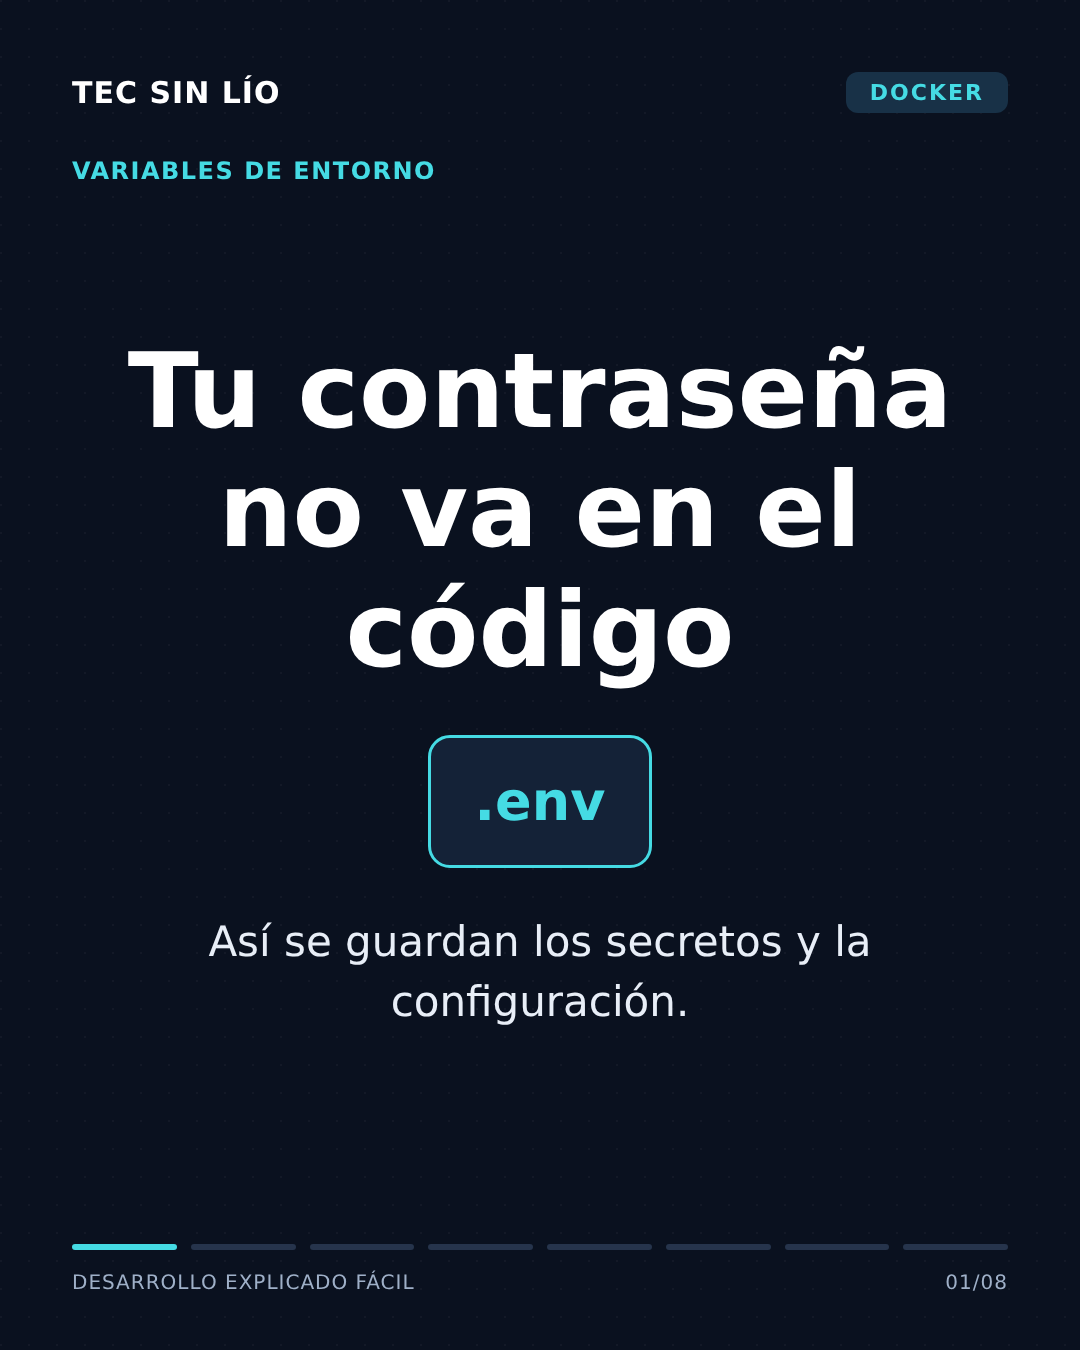 TEC SIN LÍO
DOCKER
VARIABLES DE ENTORNO
Tu contraseña
no va en el
código
.env
Así se guardan los secretos y la
configuración.
DESARROLLO EXPLICADO FÁCIL
01/08